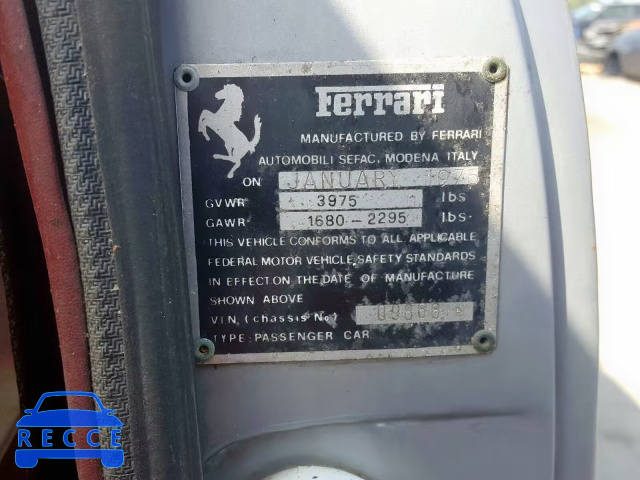 Ferrari
MANUFACTURED BY FERRARI
AUTOMOBILI SEFAC, MODENA ITALY
ON JANUARY
GVWR 3975 lbs
GAWR 1680-2295 lbs.
THIS VEHICLE CONFORMS TO ALL APPLICABLE
FEDERAL MOTOR VEHICLE SAFETY STANDARDS
IN EFFECT ON THE DATE OF MANUFACTURE
SHOWN ABOVE
VIN (chassis No)
TYPE: PASSENGER CAR
RECCE